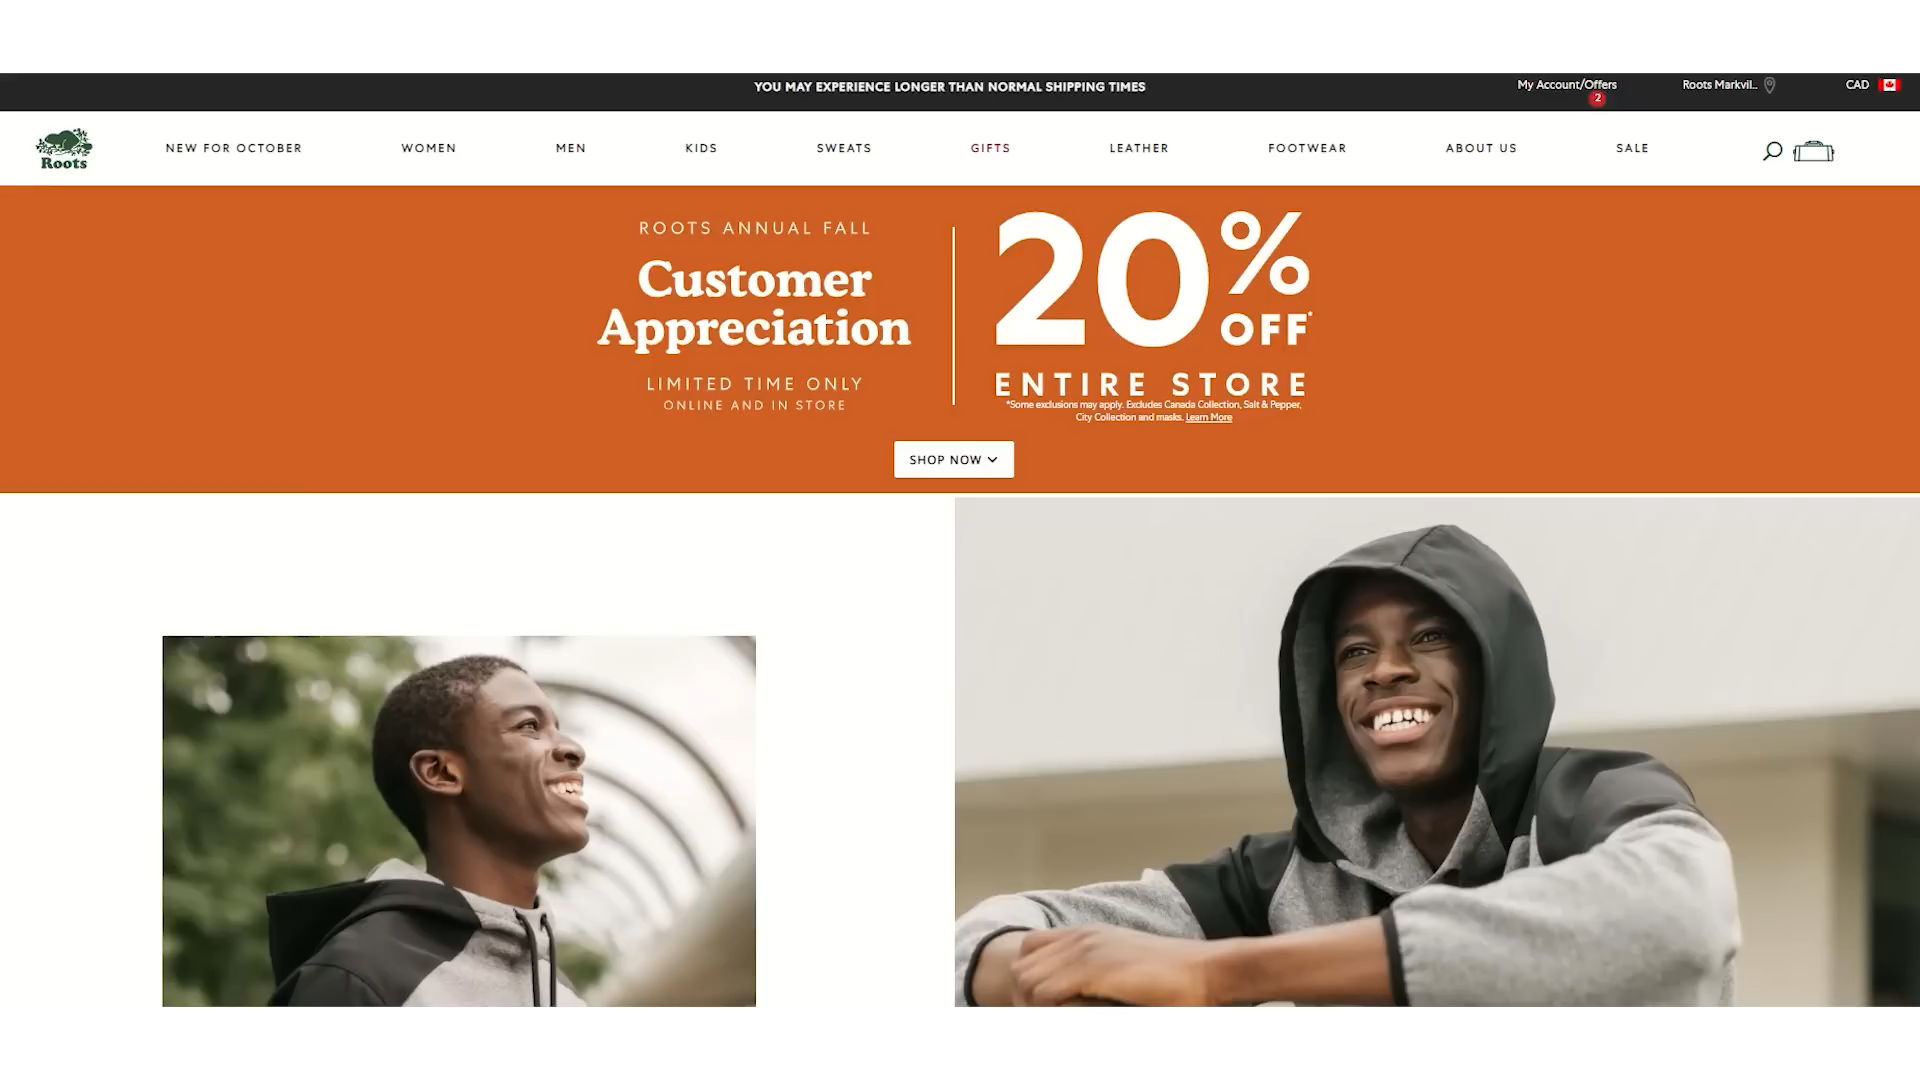 YOU MAY EXPERIENCE LONGER THAN NORMAL SHIPPING TIMES
My Account/Offers
2
Roots Markvil...
CAD
Roots
NEW FOR OCTOBER
WOMEN
MEN
KIDS
SWEATS
GIFTS
LEATHER
FOOTWEAR
ABOUT US
SALE
ROOTS ANNUAL FALL
Customer
Appreciation
LIMITED TIME ONLY
ONLINE AND IN STORE
20%
OFF*
ENTIRE STORE
*Some exclusions may apply. Excludes Canada Collection, Salt & Pepper,
City Collection and masks. Learn More
SHOP NOW